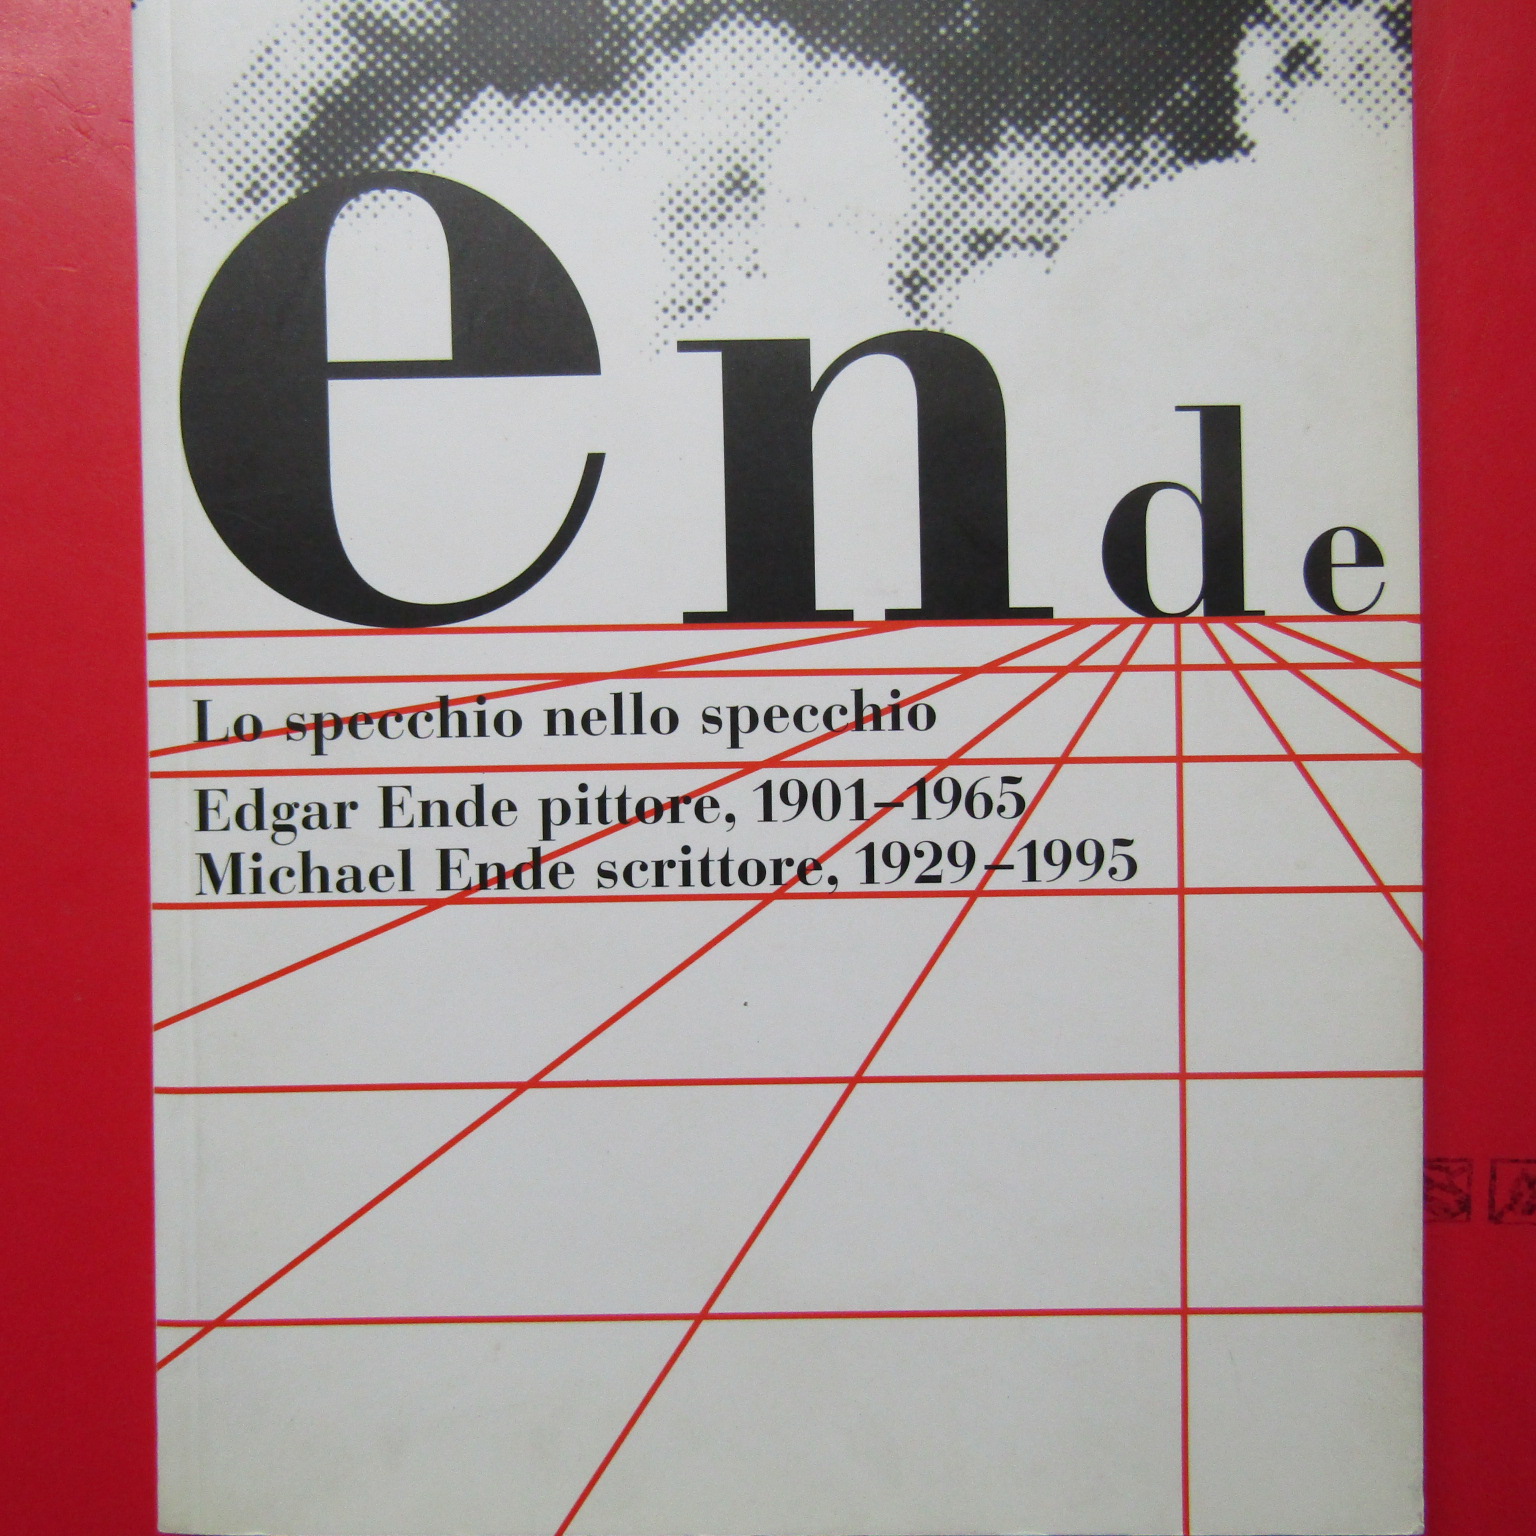 ende
Lo specchio nello specchio
Edgar Ende pittore, 1901–1965
Michael Ende scrittore, 1929–1995